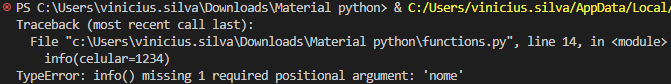 PS C:\Users\vinicius.silva\Downloads\Material python> & C:/Users/vinicius.silva/AppData/Local/
Traceback (most recent call last):
  File "c:\Users\vinicius.silva\Downloads\Material python\functions.py", line 14, in <module>
    info(celular=1234)
TypeError: info() missing 1 required positional argument: 'nome'